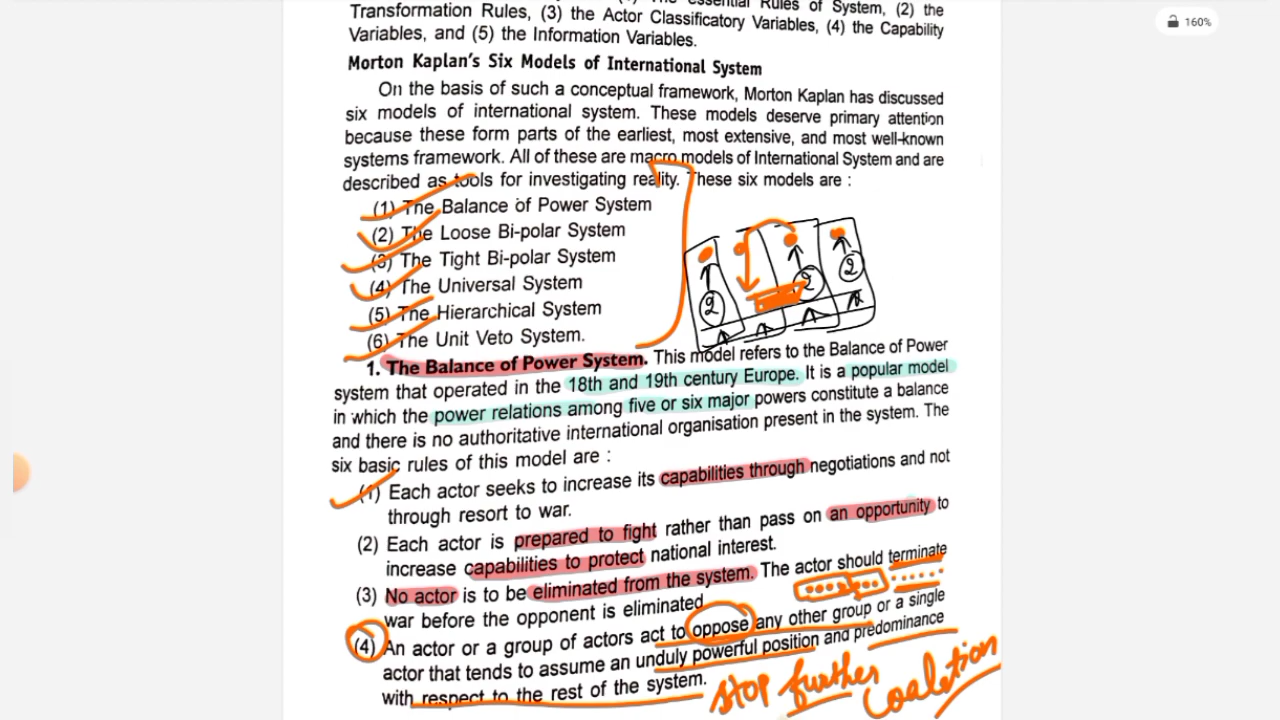 essential Rules of System, (2) the
Transformation Rules, (3) the Actor Classificatory Variables, (4) the Capability
Variables, and (5) the Information Variables.
160%
Morton Kaplan's Six Models of International System
On the basis of such a conceptual framework, Morton Kaplan has discussed
six models of international system. These models deserve primary attention
because these form parts of the earliest, most extensive, and most well-known
systems framework. All of these are macro models of International System and are
described as tools for investigating reality. These six models are :
(1) The Balance of Power System
(2) The Loose Bi-polar System
(3) The Tight Bi-polar System
(4) The Universal System
(5) The Hierarchical System
(6) The Unit Veto System.
2 2 2
1. The Balance of Power System. This model refers to the Balance of Power
system that operated in the 18th and 19th century Europe. It is a popular model
in which the power relations among five or six major powers constitute a balance
and there is no authoritative international organisation present in the system. The
six basic rules of this model are :
(1) Each actor seeks to increase its capabilities through negotiations and not
through resort to war.
(2) Each actor is prepared to fight rather than pass on an opportunity to
increase capabilities to protect national interest.
(3) No actor is to be eliminated from the system. The actor should terminate
war before the opponent is eliminated
(4) An actor or a group of actors act to oppose any other group or a single
actor that tends to assume an unduly powerful position and predominance
with respect to the rest of the system.
stop further coaletion